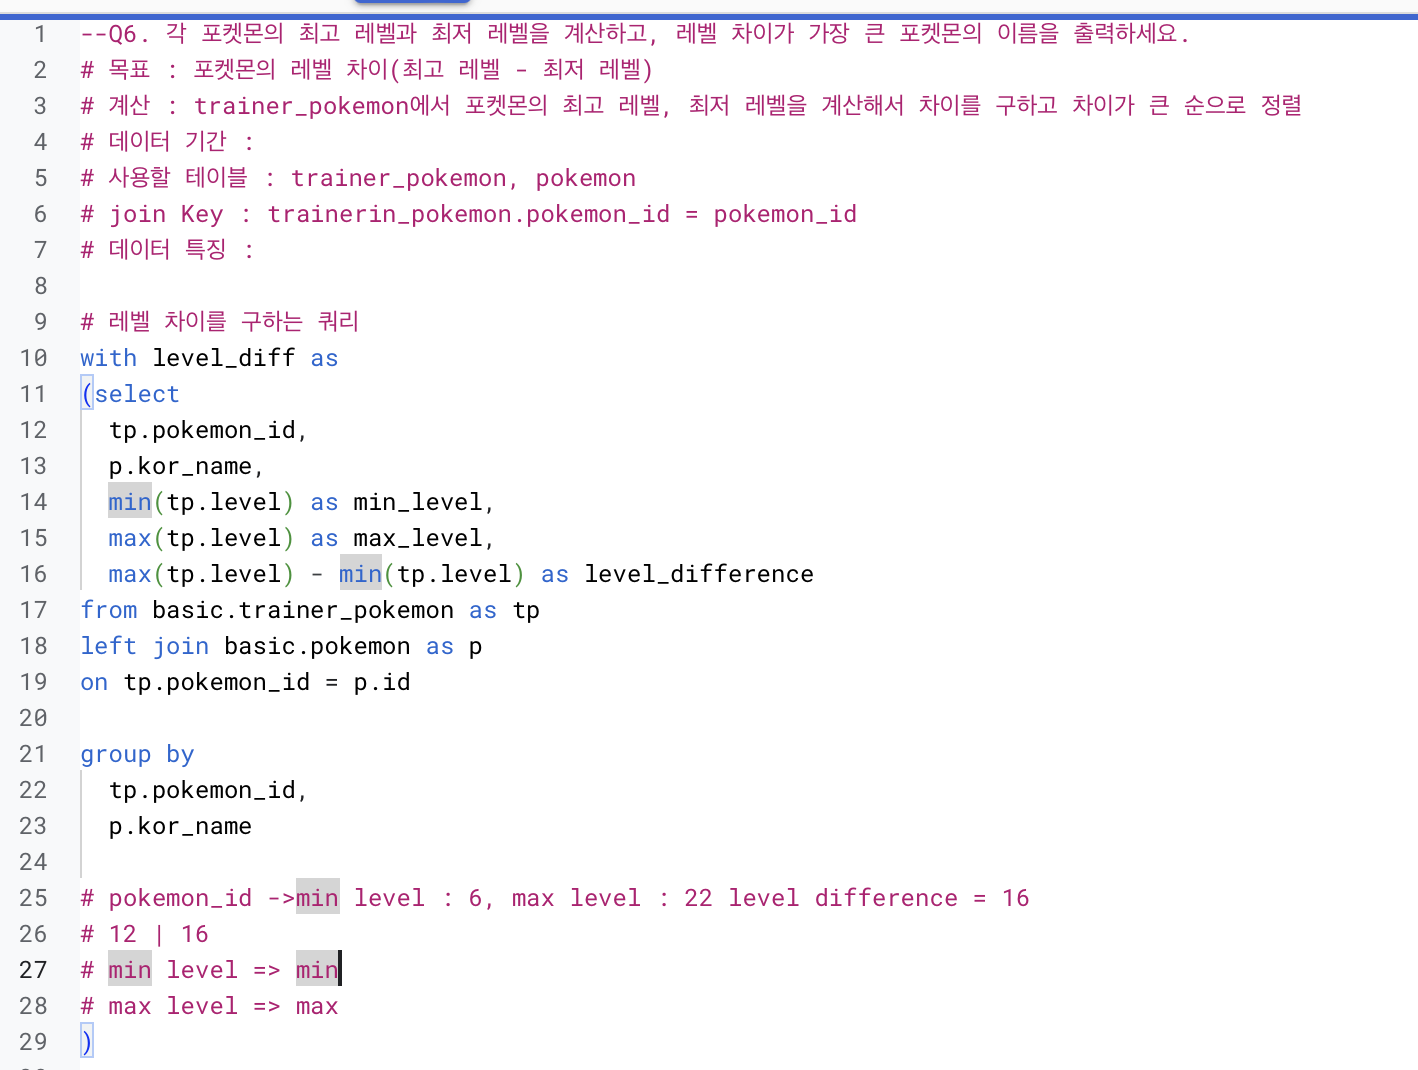 1 --Q6. 각 포켓몬의 최고 레벨과 최저 레벨을 계산하고, 레벨 차이가 가장 큰 포켓몬의 이름을 출력하세요.
2 # 목표 : 포켓몬의 레벨 차이(최고 레벨 - 최저 레벨)
3 # 계산 : trainer_pokemon에서 포켓몬의 최고 레벨, 최저 레벨을 계산해서 차이를 구하고 차이가 큰 순으로 정렬
4 # 데이터 기간 :
5 # 사용할 테이블 : trainer_pokemon, pokemon
6 # join Key : trainerin_pokemon.pokemon_id = pokemon_id
7 # 데이터 특징 :
8
9 # 레벨 차이를 구하는 쿼리
10 with level_diff as
11 (select
12 tp.pokemon_id,
13 p.kor_name,
14 min(tp.level) as min_level,
15 max(tp.level) as max_level,
16 max(tp.level) - min(tp.level) as level_difference
17 from basic.trainer_pokemon as tp
18 left join basic.pokemon as p
19 on tp.pokemon_id = p.id
20
21 group by
22 tp.pokemon_id,
23 p.kor_name
24
25 # pokemon_id ->min level : 6, max level : 22 level difference = 16
26 # 12 | 16
27 # min level => min
28 # max level => max
29 )